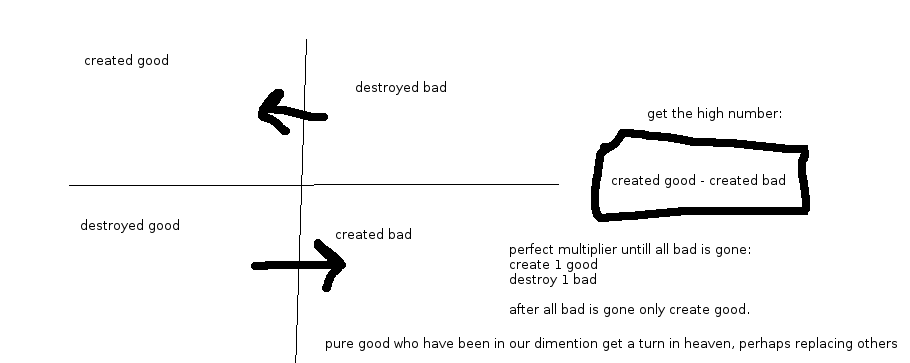 created good
destroyed bad
get the high number:
created good - created bad
destroyed good
created bad
perfect multiplier untill all bad is gone:
create 1 good
destroy 1 bad
after all bad is gone only create good.
pure good who have been in our dimention get a turn in heaven, perhaps replacing others